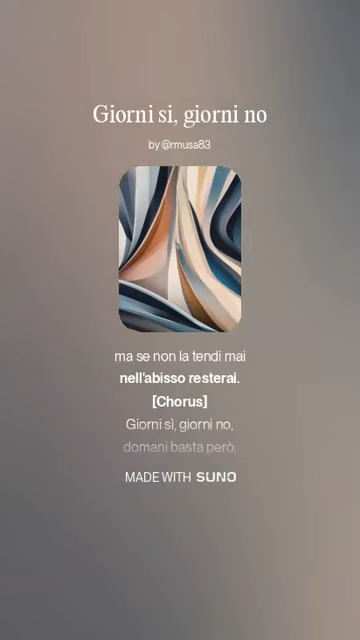 Giorni si, giorni no
by @rmusa83
ma se non la tendi mai
nell'abisso resterai.
[Chorus]
Giorni sì, giorni no,
domani basta però,
MADE WITH SUNO